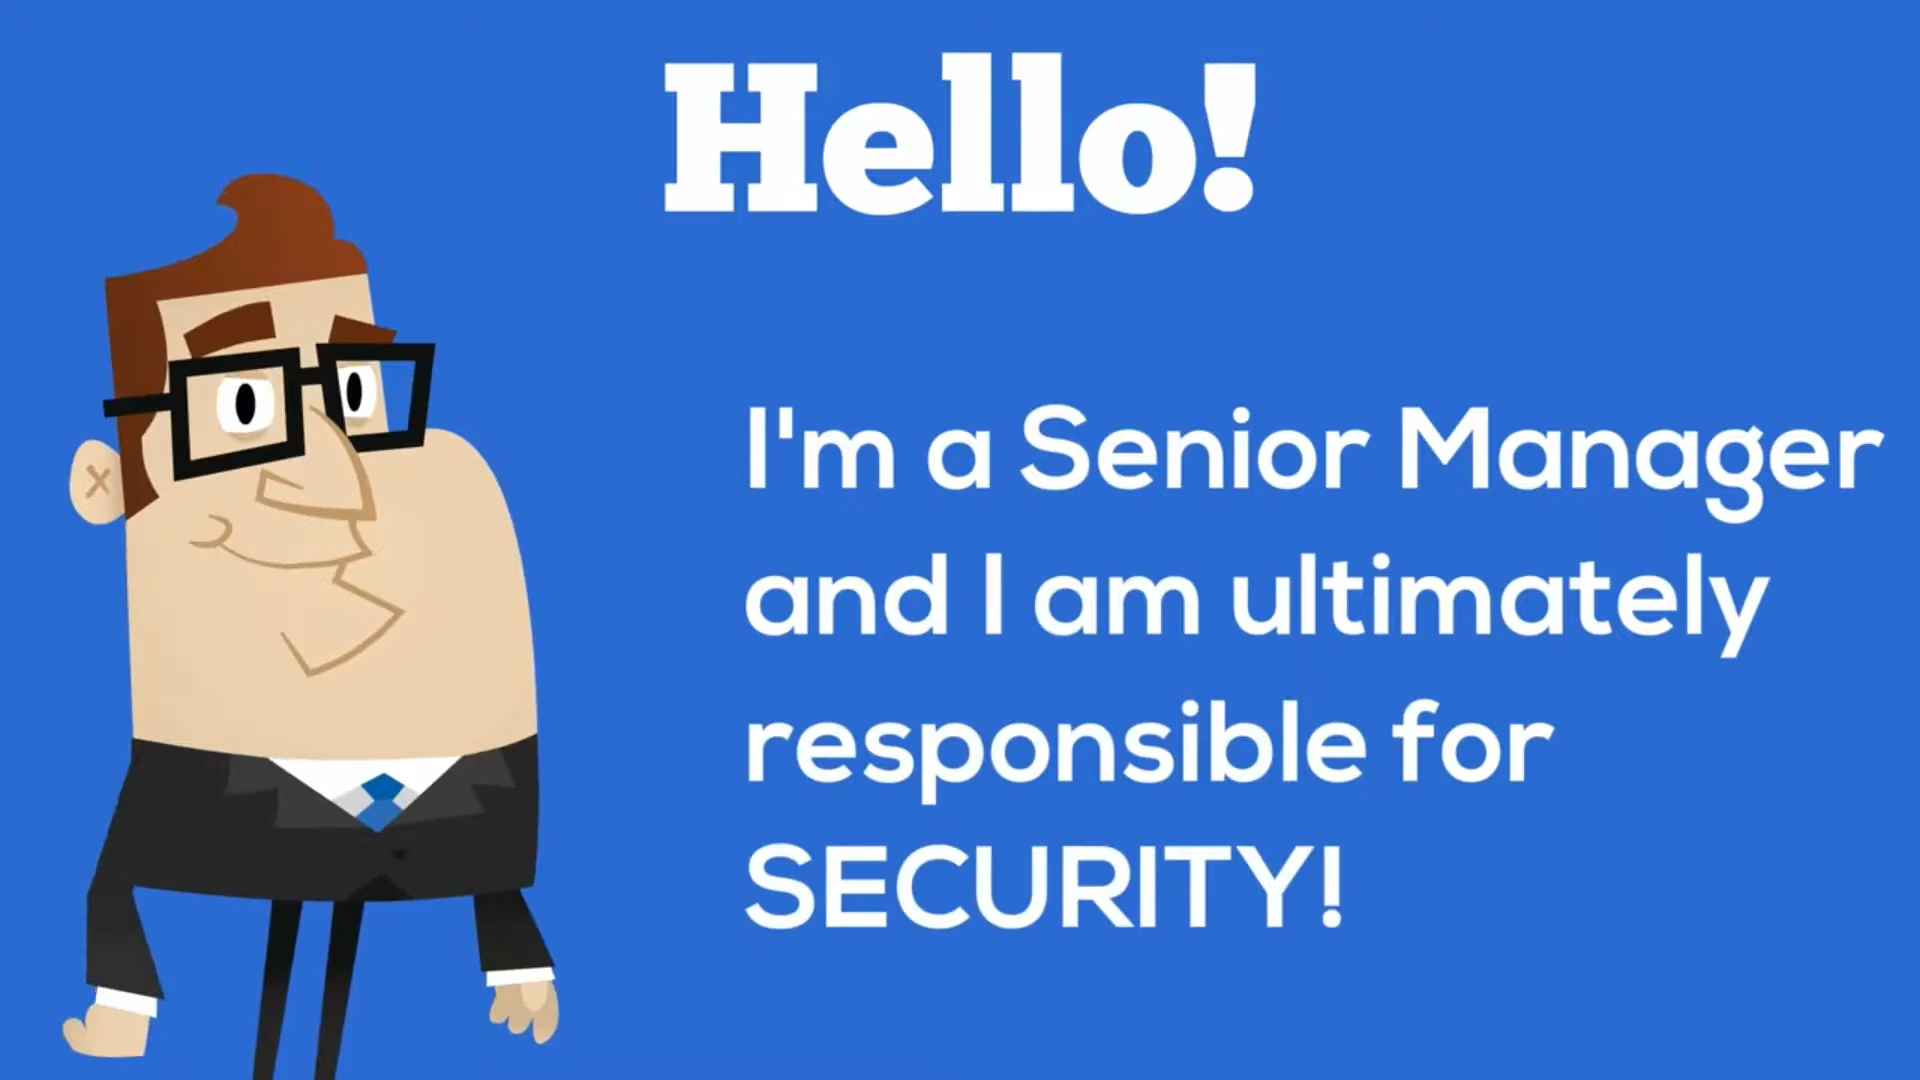 Hello!
I'm a Senior Manager
and I am ultimately
responsible for
SECURITY!